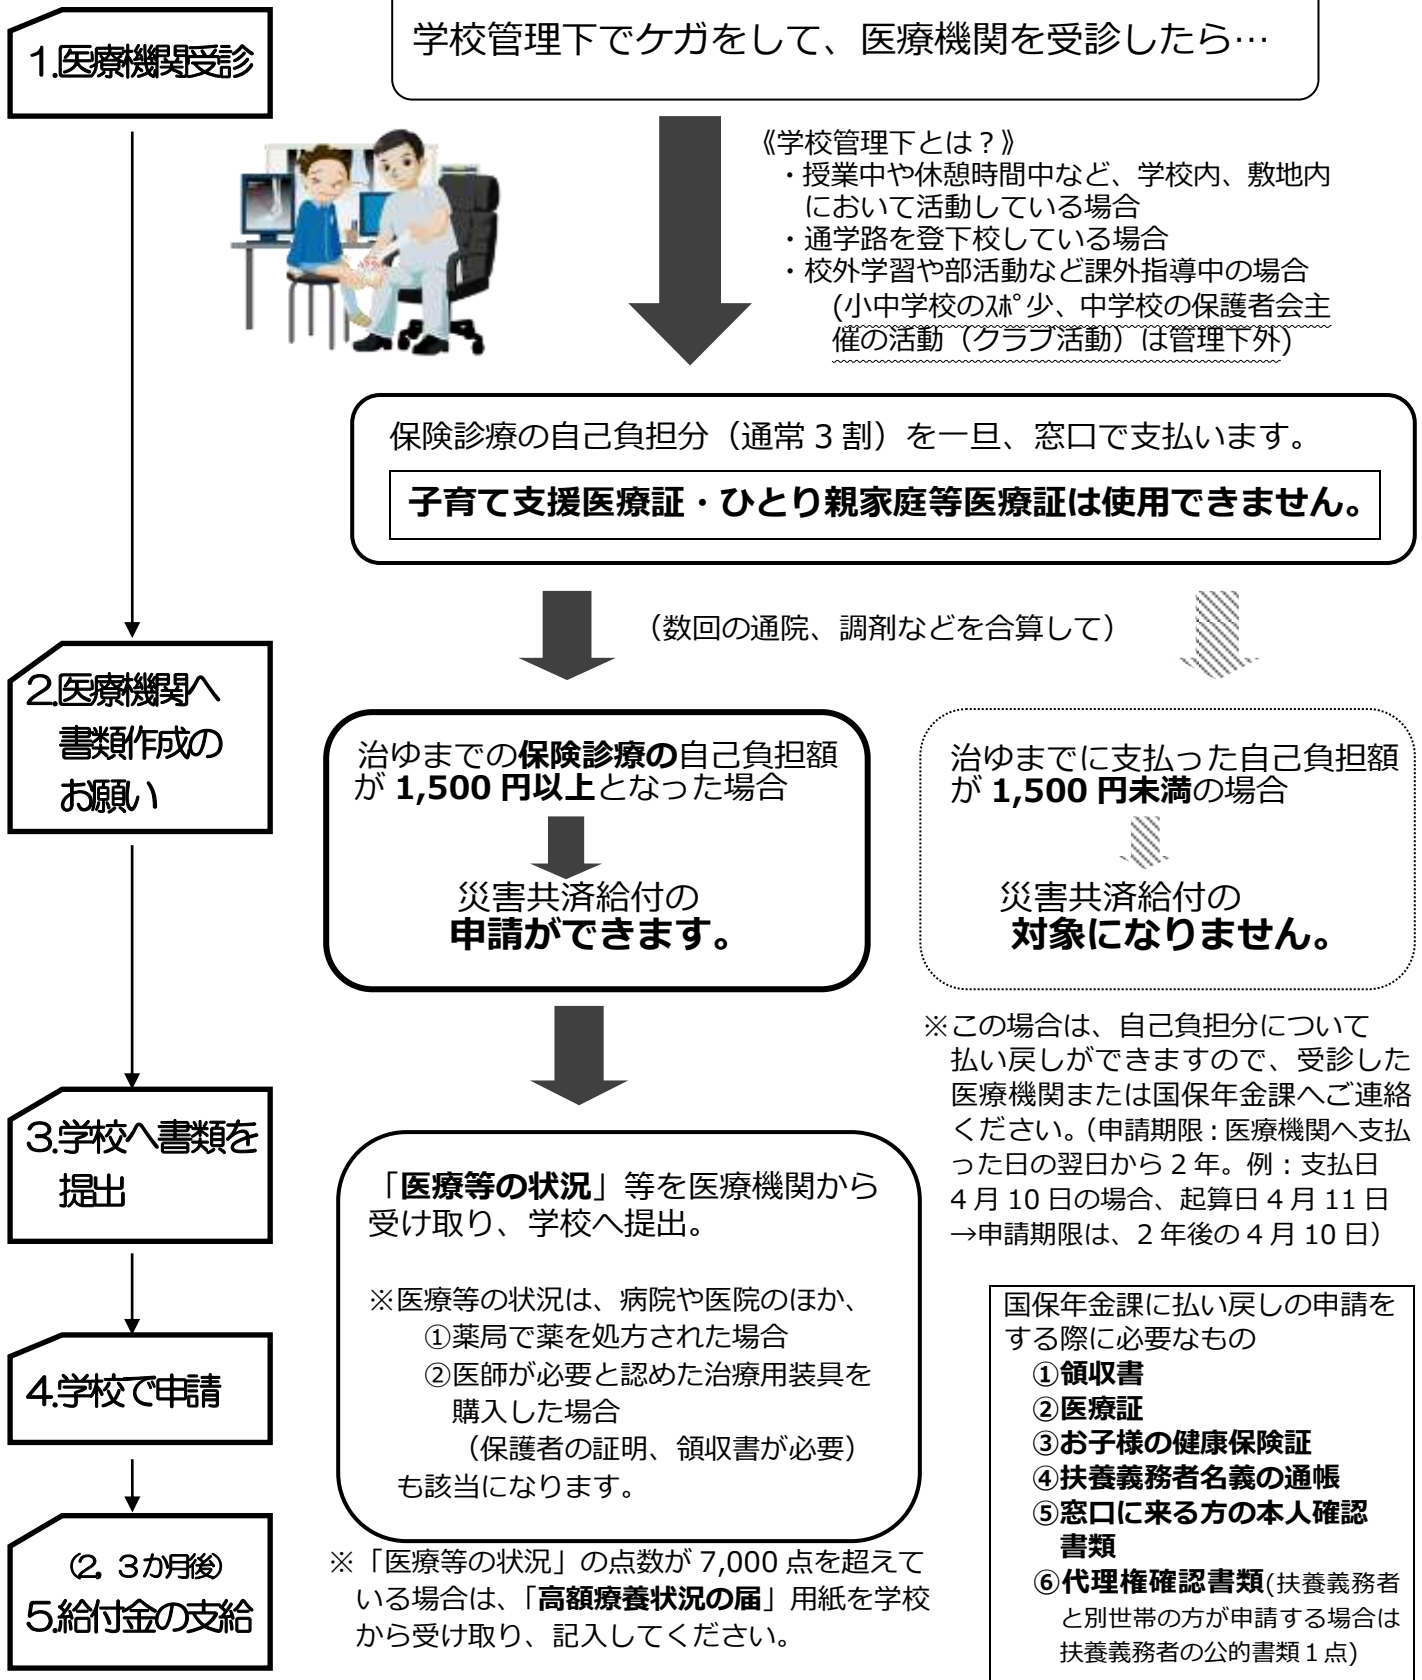 1.医療機関受診
学校管理下でケガをして、医療機関を受診したら…
《学校管理下とは？》
・授業中や休憩時間中など、学校内、敷地内
において活動している場合
・通学路を登下校している場合
・校外学習や部活動など課外指導中の場合
(小中学校のｽﾎﾟ少、中学校の保護者会主
催の活動（クラブ活動）は管理下外)
保険診療の自己負担分（通常３割）を一旦、窓口で支払います。
子育て支援医療証・ひとり親家庭等医療証は使用できません。
（数回の通院、調剤などを合算して）
2.医療機関へ
書類作成の
お願い
治ゆまでの保険診療の自己負担額
が 1,500 円以上となった場合
災害共済給付の
申請ができます。
治ゆまでに支払った自己負担額
が 1,500 円未満の場合
災害共済給付の
対象になりません。
※この場合は、自己負担分について
払い戻しができますので、受診した
医療機関または国保年金課へご連絡
ください。（申請期限：医療機関へ支払
った日の翌日から２年。例：支払日
４月 10 日の場合、起算日４月 11 日
→申請期限は、２年後の４月 10 日）
3.学校へ書類を
提出
「医療等の状況」等を医療機関から
受け取り、学校へ提出。
※医療等の状況は、病院や医院のほか、
①薬局で薬を処方された場合
②医師が必要と認めた治療用装具を
購入した場合
（保護者の証明、領収書が必要）
も該当になります。
4.学校で申請
国保年金課に払い戻しの申請を
する際に必要なもの
①領収書
②医療証
③お子様の健康保険証
④扶養義務者名義の通帳
⑤窓口に来る方の本人確認
書類
⑥代理権確認書類(扶養義務者
と別世帯の方が申請する場合は
扶養義務者の公的書類１点)
（2，3か月後）
5.給付金の支給
※「医療等の状況」の点数が 7,000 点を超えて
いる場合は、「高額療養状況の届」用紙を学校
から受け取り、記入してください。